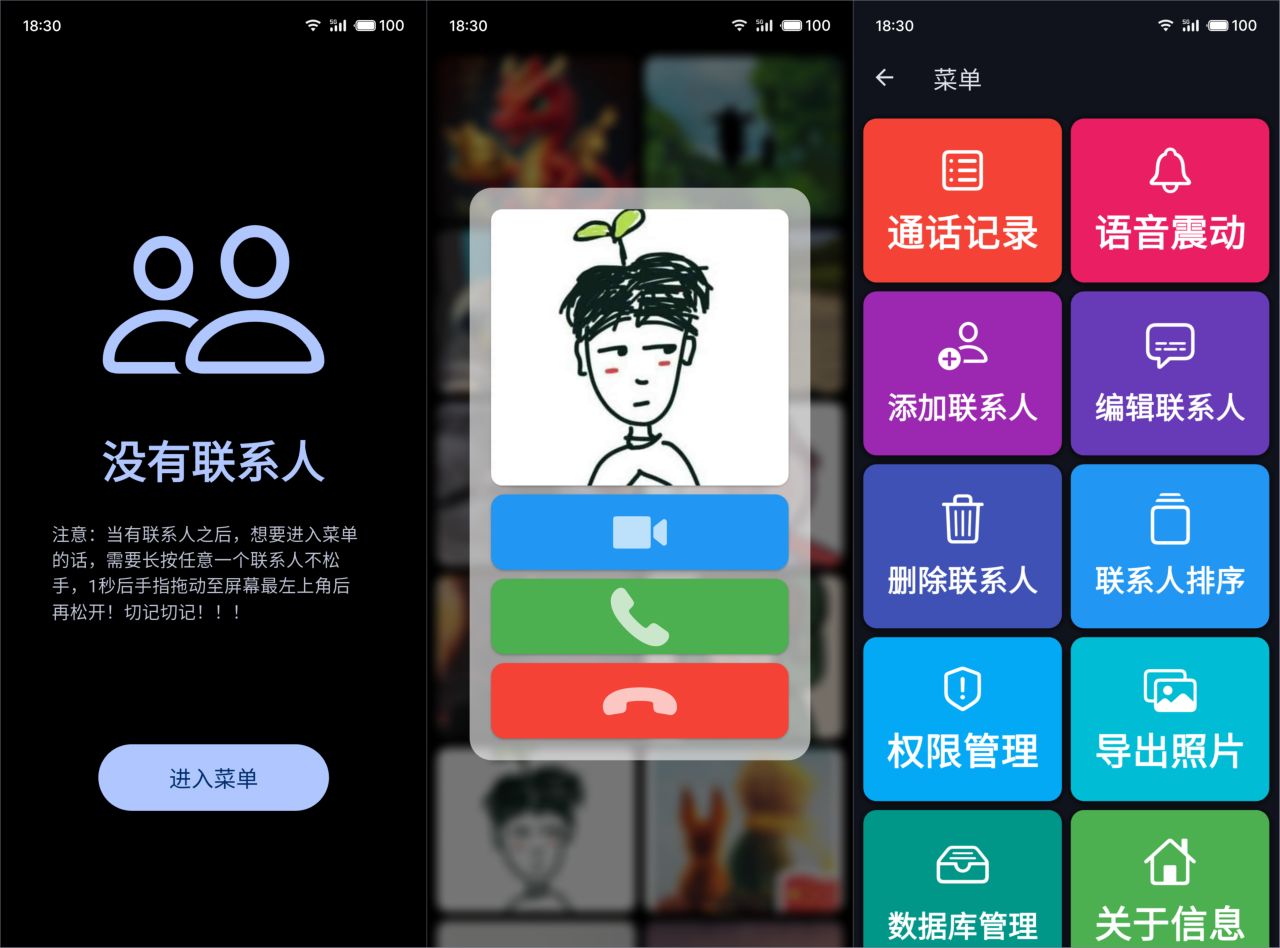 18:30
5G
100
没有联系人
注意：当有联系人之后，想要进入菜单
的话，需要长按任意一个联系人不松
手，1秒后手指拖动至屏幕最左上角后
再松开！切记切记！！！
进入菜单
18:30
5G
100
18:30
5G
100
菜单
通话记录
语音震动
添加联系人
编辑联系人
删除联系人
联系人排序
权限管理
导出照片
数据库管理
关于信息